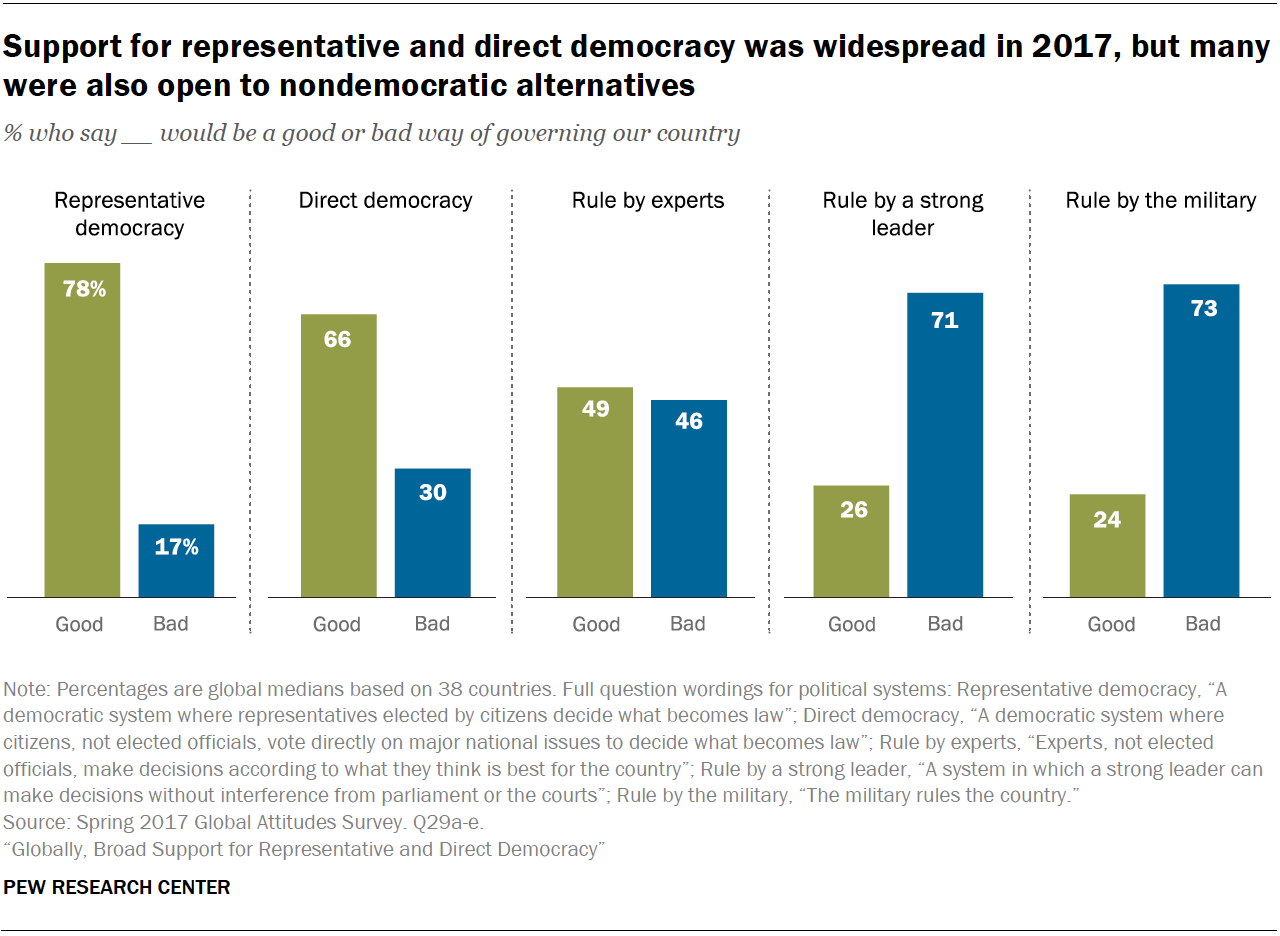 Support for representative and direct democracy was widespread in 2017, but many
were also open to nondemocratic alternatives
% who say __ would be a good or bad way of governing our country
Representative
democracy
78%
17%
Good Bad
Direct democracy
66
30
Good Bad
Rule by experts
49
46
Good Bad
Rule by a strong
leader
26
71
Good Bad
Rule by the military
24
73
Good Bad
Note: Percentages are global medians based on 38 countries. Full question wordings for political systems: Representative democracy, “A
democratic system where representatives elected by citizens decide what becomes law”; Direct democracy, “A democratic system where
citizens, not elected officials, vote directly on major national issues to decide what becomes law”; Rule by experts, “Experts, not elected
officials, make decisions according to what they think is best for the country”; Rule by a strong leader, “A system in which a strong leader can
make decisions without interference from parliament or the courts”; Rule by the military, “The military rules the country.”
Source: Spring 2017 Global Attitudes Survey. Q29a-e.
“Globally, Broad Support for Representative and Direct Democracy”
PEW RESEARCH CENTER